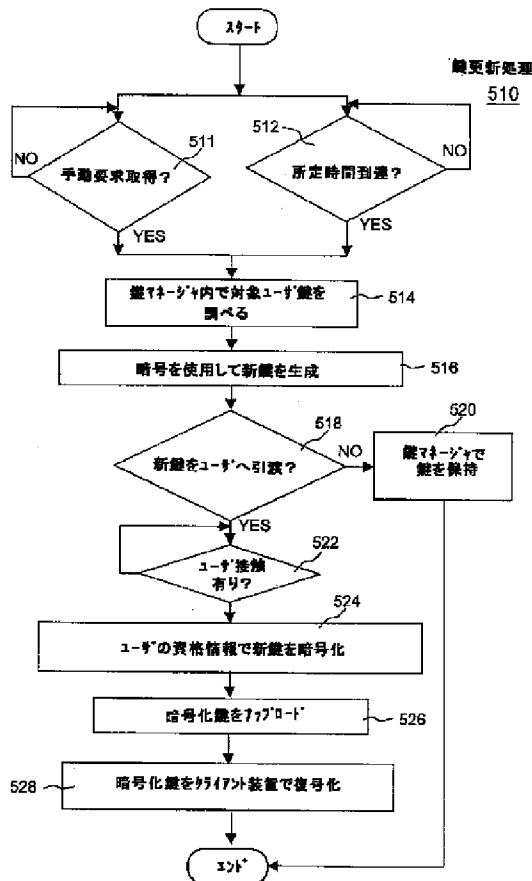 スタート
鍵更新処理
510
511
512
NO
NO
手動要求取得?
所定時間到達?
YES
YES
鍵マネージャ内で対象ユーザ鍵を
調べる
514
暗号を使用して新鍵を生成
516
518
520
新鍵をユーザへ引渡?
NO
鍵マネージャで
鍵を保持
YES
522
ユーザ接触
有り?
524
ユーザの資格情報で新鍵を暗号化
暗号化鍵をアップロード
526
528
暗号化鍵をクライアント装置で復号化
エンド